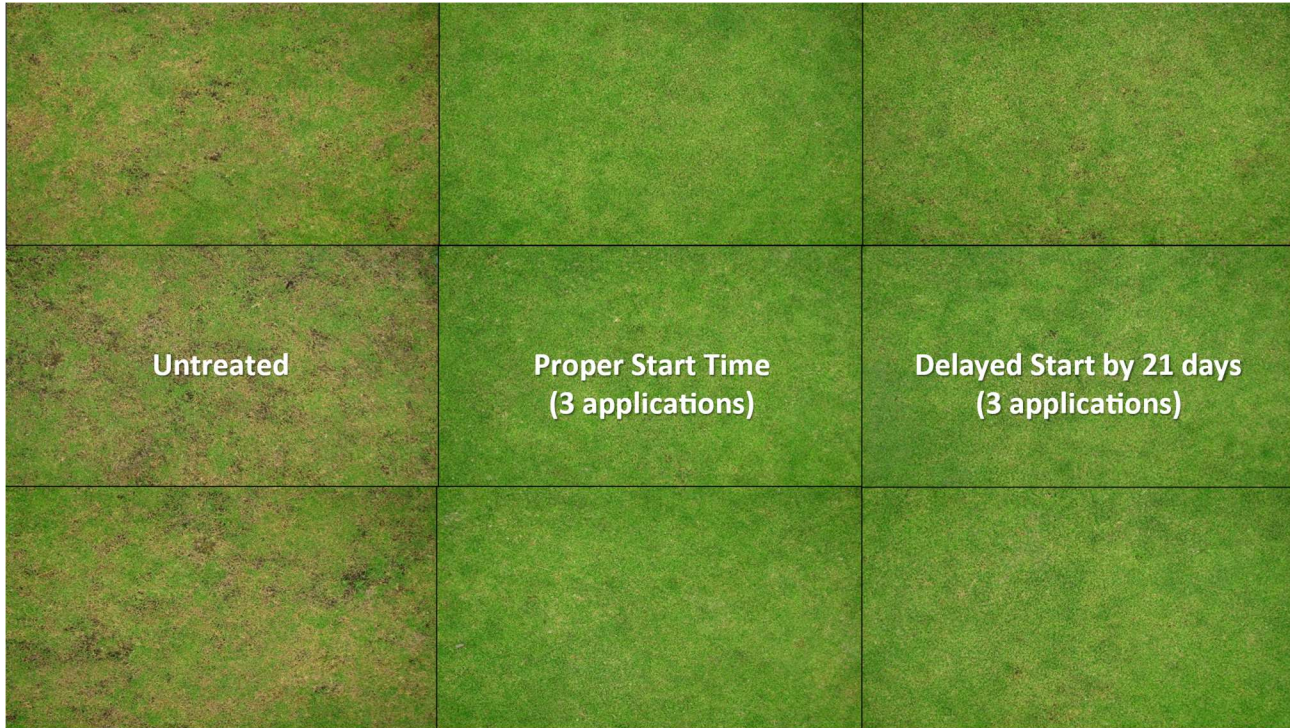 Untreated
Proper Start Time
(3 applications)
Delayed Start by 21 days
(3 applications)